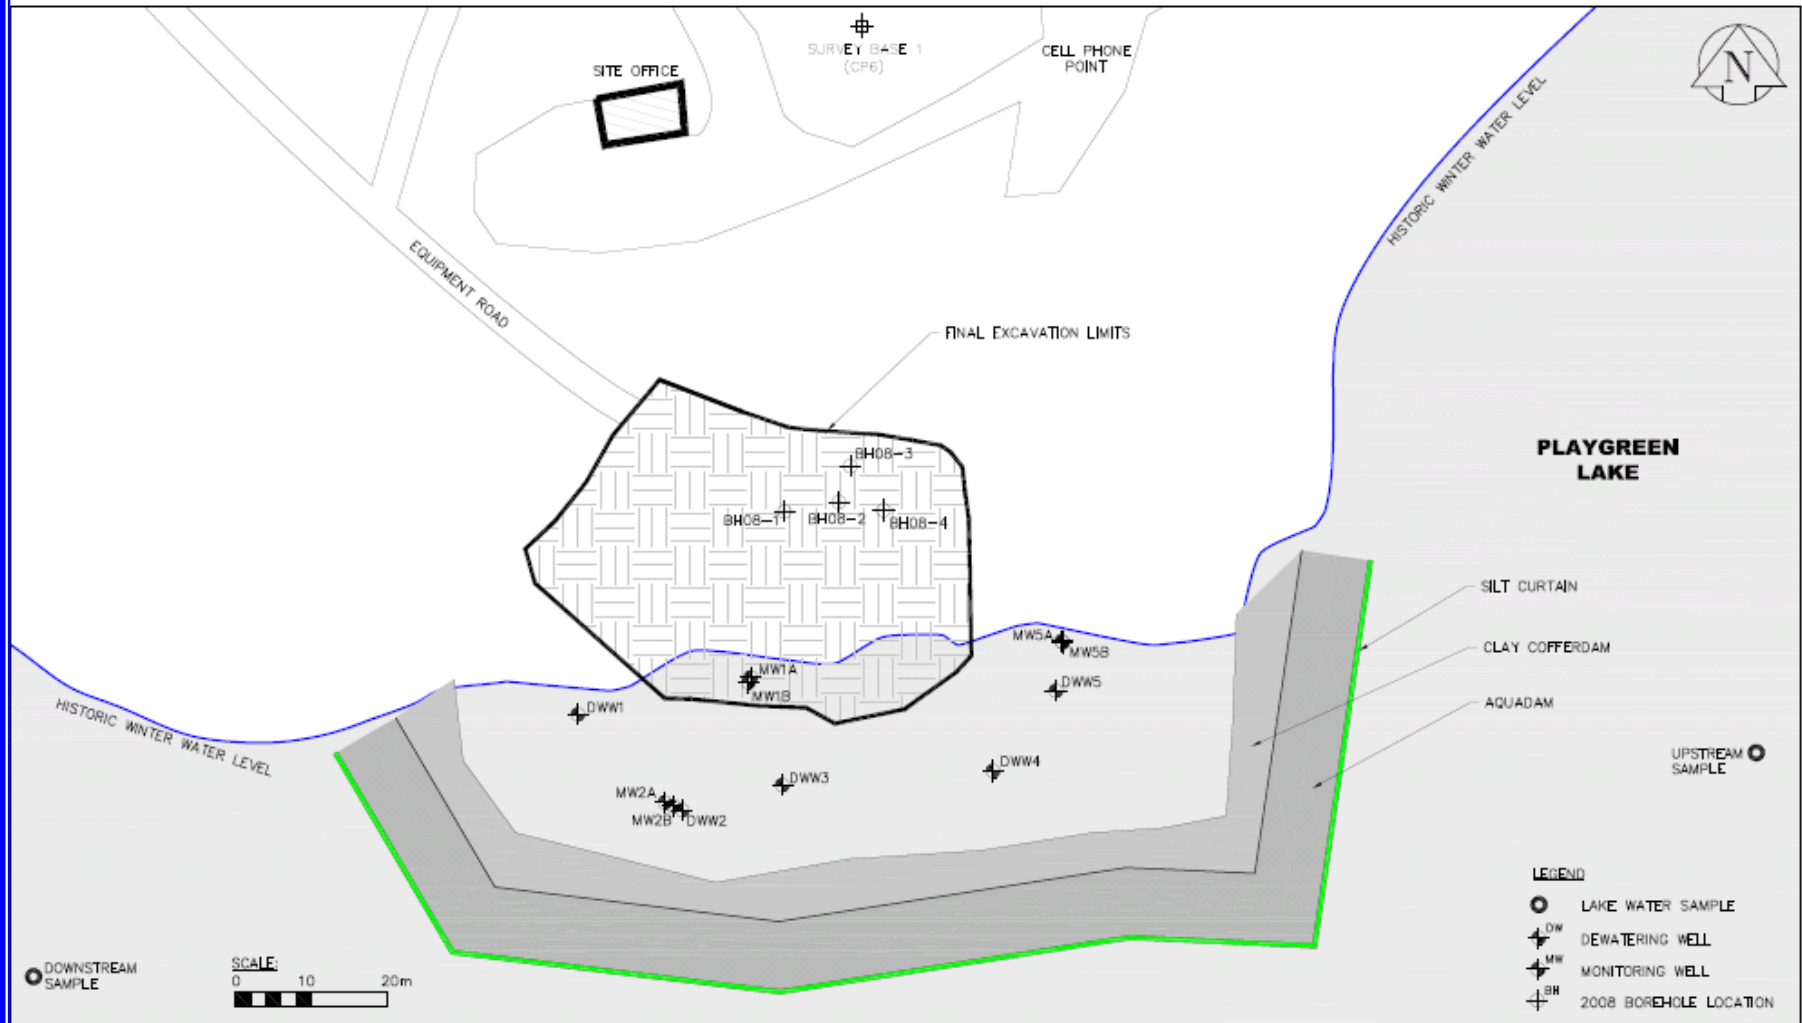 SURVEY BASE 1
(CP6)
CELL PHONE
POINT
N
SITE OFFICE
HISTORIC WINTER WATER LEVEL
EQUIPMENT ROAD
FINAL EXCAVATION LIMITS
PLAYGREEN
LAKE
BH08-3
BH08-1
BH08-2
BH08-4
SILT CURTAIN
MW5A
MW5B
CLAY COFFERDAM
MW1A
MW1B
DWW5
DWW1
AQUADAM
HISTORIC WINTER WATER LEVEL
UPSTREAM
SAMPLE
DWW4
DWW3
MW2A
MW2B
DWW2
LEGEND
LAKE WATER SAMPLE
DW
DEWATERING WELL
MW
MONITORING WELL
BH
2008 BOREHOLE LOCATION
DOWNSTREAM
SAMPLE
SCALE:
0 10 20m